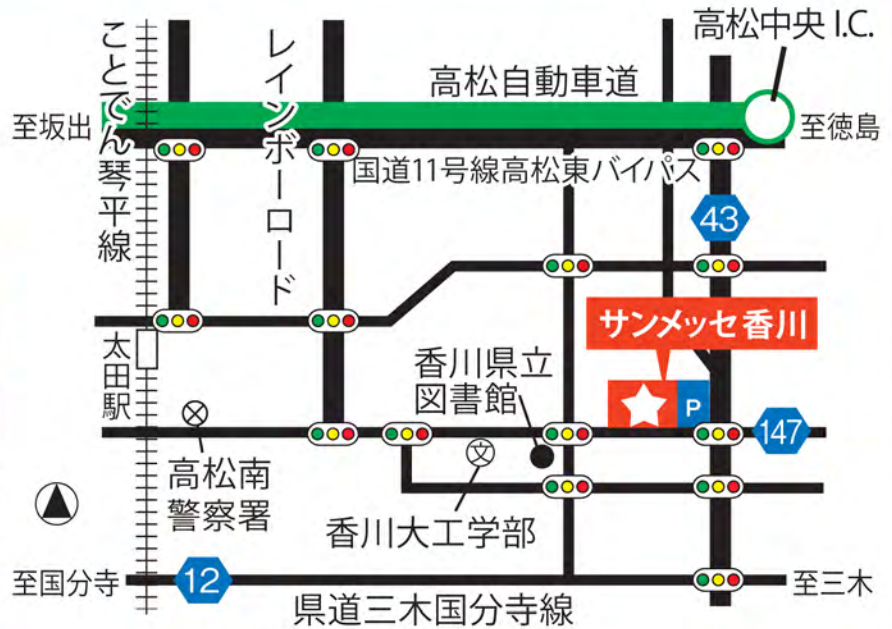 高松中央 I.C.
ことでん琴平線
レインボーロード
高松自動車道
至坂出
至徳島
国道11号線高松東バイパス
43
サンメッセ香川
太田駅
香川県立
図書館
P
147
文
高松南
警察署
香川大工学部
至国分寺
12
至三木
県道三木国分寺線